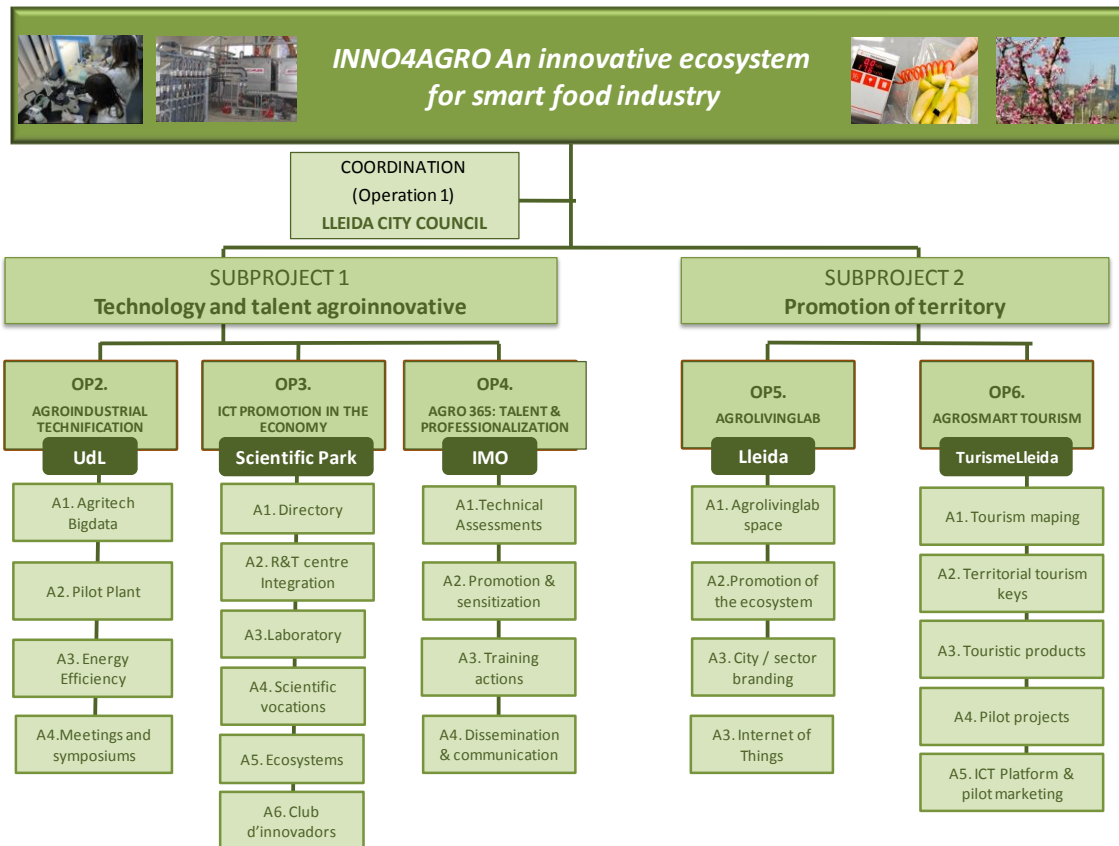 INNO4AGRO An innovative ecosystem
for smart food industry
COORDINATION
(Operation 1)
LLEIDA CITY COUNCIL
SUBPROJECT 1
Technology and talent agroinnovative
SUBPROJECT 2
Promotion of territory
OP2.
AGROINDUSTRIAL
TECHNIFICATION
UdL
A1. Agritech
Bigdata
A2. Pilot Plant
A3. Energy
Efficiency
A4.Meetings and
symposiums
OP3.
ICT PROMOTION IN THE
ECONOMY
Scientific Park
A1. Directory
A2. R&T centre
Integration
A3.Laboratory
A4. Scientific
vocations
A5. Ecosystems
A6. Club
d'innovadors
OP4.
AGRO 365: TALENT &
PROFESSIONALIZATION
IMO
A1.Technical
Assessments
A2. Promotion &
sensitization
A3. Training
actions
A4. Dissemination
& communication
OP5.
AGROLIVINGLAB
Lleida
A1. Agrolivinglab
space
A2.Promotion of
the ecosystem
A3. City / sector
branding
A3. Internet of
Things
OP6.
AGROSMART TOURISM
TurismeLleida
A1. Tourism maping
A2. Territorial tourism
keys
A3. Touristic products
A4. Pilot projects
A5. ICT Platform &
pilot marketing